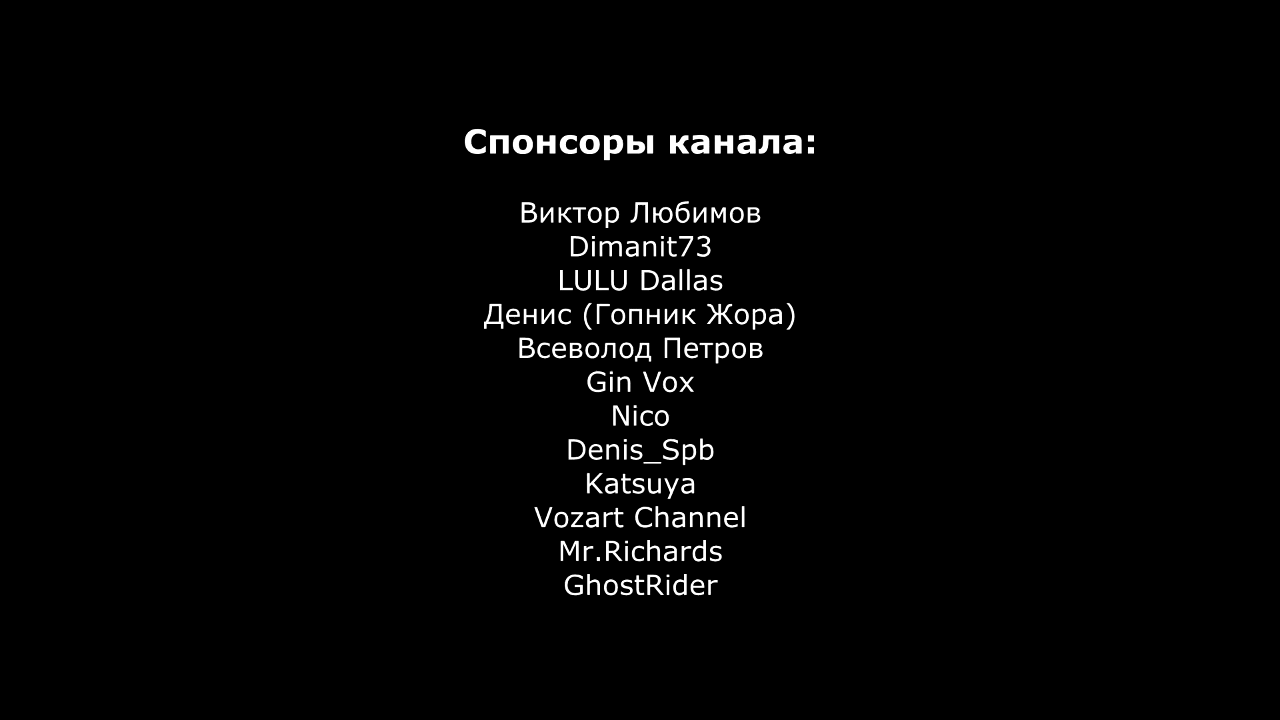 Спонсоры канала:
Виктор Любимов
Dimanit73
LULU Dallas
Денис (Гопник Жора)
Всеволод Петров
Gin Vox
Nico
Denis_Spb
Katsuya
Vozart Channel
Mr.Richards
GhostRider